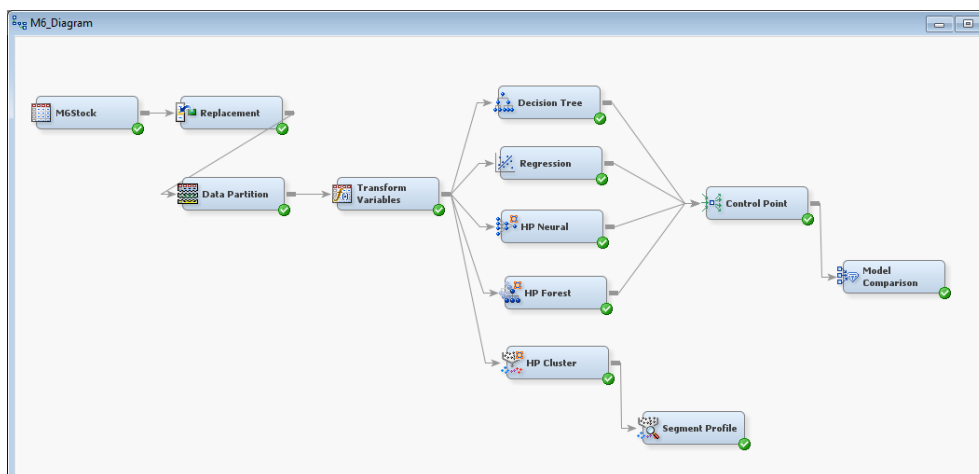 M6_Diagram
M6Stock
Replacement
Data Partition
Transform
Variables
Decision Tree
Regression
HP Neural
HP Forest
HP Cluster
Segment Profile
Control Point
Model
Comparison